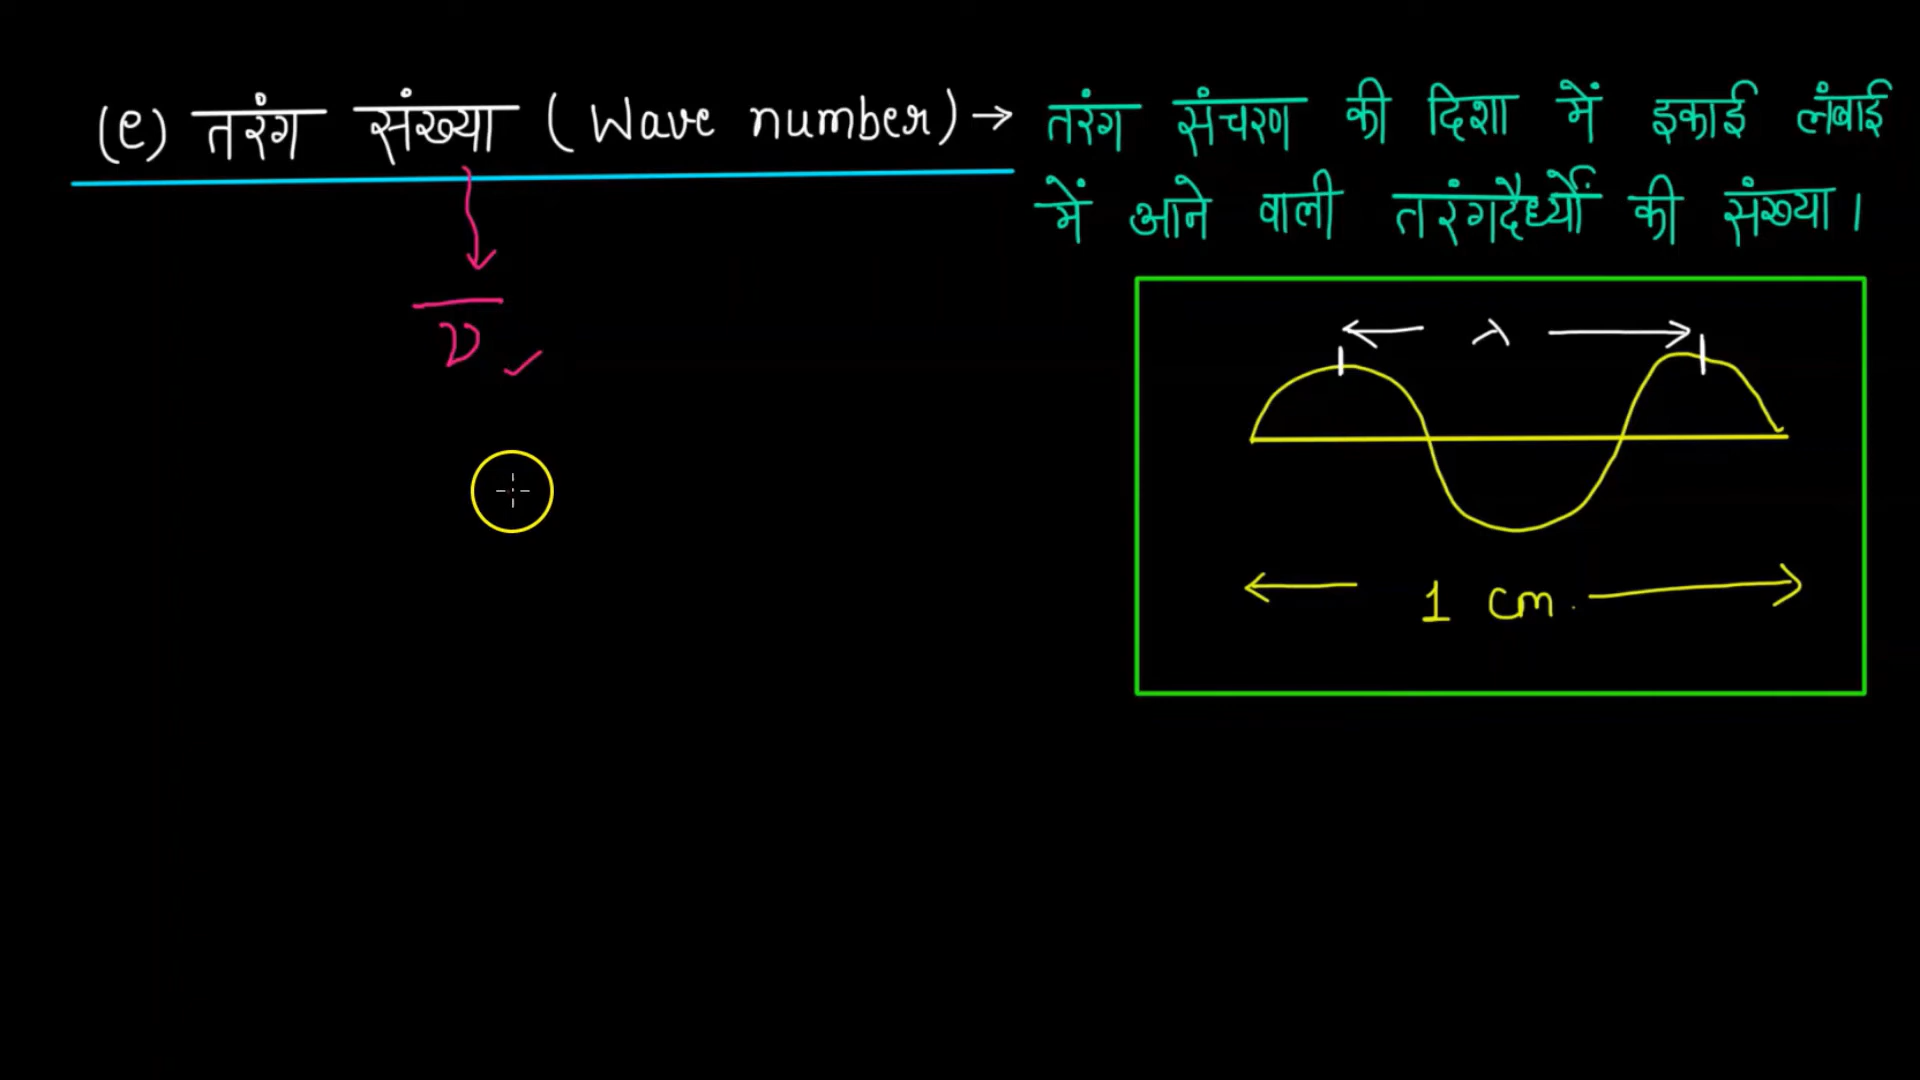 (e) तरंग संख्या (Wave number) → तरंग संचरण की दिशा में इकाई लंबाई
में आने वाली तरंगदैर्ध्यों की संख्या।
ν̅ ✓
← λ →
← 1 cm. →